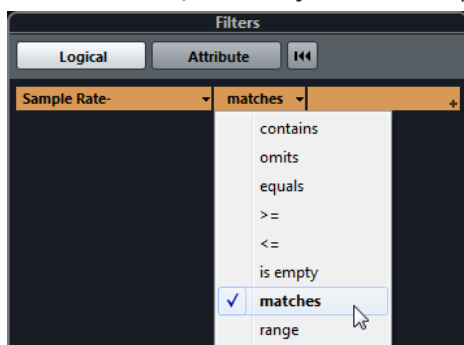 Filters
Logical Attribute
Sample Rate- matches +
contains
omits
equals
>=
<=
is empty
✓ matches
range